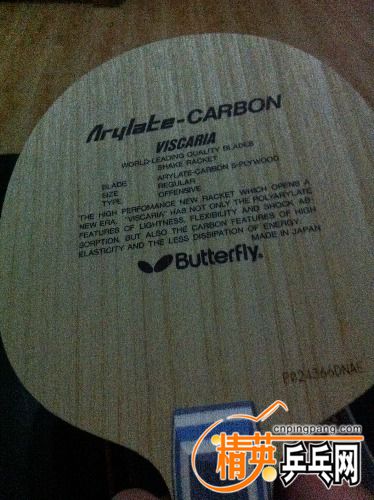 Arylate-CARBON
VISCARIA
WORLD-LEADING QUALITY BLADES
SHAKE RACKET
BLADE ARYLATE-CARBON 5-PLYWOOD
SIZE REGULAR
TYPE OFFENSIVE
THE HIGH PERFOMANCE NEW RACKET WHICH OPENS A
NEW ERA. "VISCARIA" HAS NOT ONLY THE POLYARYLATE
FEATURES OF LIGHTNESS, FLEXIBILITY AND SHOCK AB-
SORPTION, BUT ALSO THE CARBON FEATURES OF HIGH
ELASTICITY AND THE LESS DISSIPATION OF ENERGY.
MADE IN JAPAN
Butterfly®
cnpingpang.com
精英乒乓网